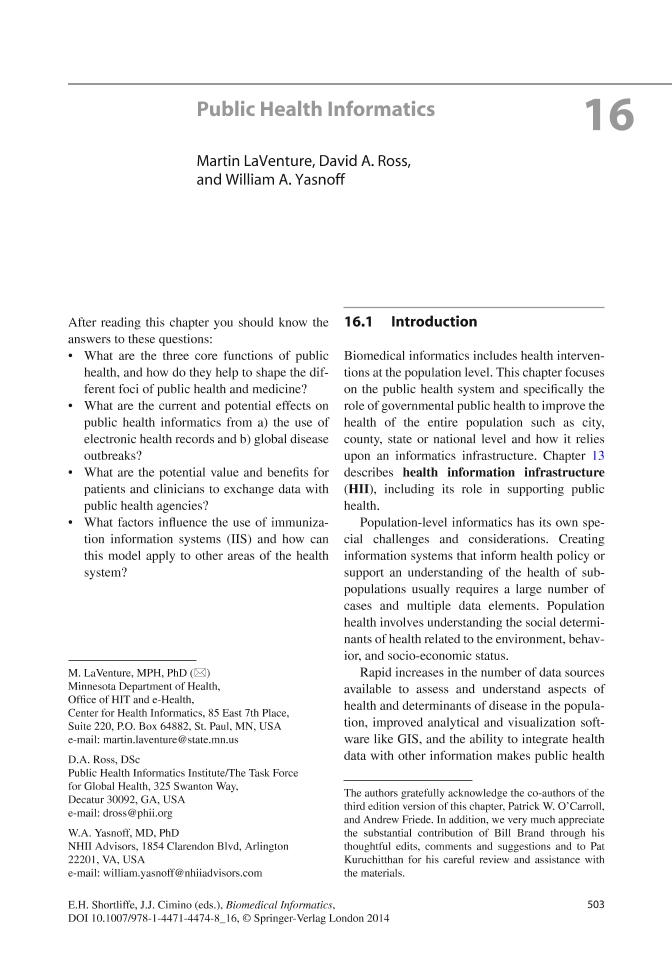 Public Health Informatics
16
Martin LaVenture, David A. Ross,
and William A. Yasnoff
After reading this chapter you should know the
answers to these questions:
• What are the three core functions of public
health, and how do they help to shape the dif-
ferent foci of public health and medicine?
• What are the current and potential effects on
public health informatics from a) the use of
electronic health records and b) global disease
outbreaks?
• What are the potential value and benefits for
patients and clinicians to exchange data with
public health agencies?
• What factors influence the use of immuniza-
tion information systems (IIS) and how can
this model apply to other areas of the health
system?
M. LaVenture, MPH, PhD (✉)
Minnesota Department of Health,
Office of HIT and e-Health,
Center for Health Informatics, 85 East 7th Place,
Suite 220, P.O. Box 64882, St. Paul, MN, USA
e-mail: martin.laventure@state.mn.us
D.A. Ross, DSc
Public Health Informatics Institute/The Task Force
for Global Health, 325 Swanton Way,
Decatur 30092, GA, USA
e-mail: dross@phii.org
W.A. Yasnoff, MD, PhD
NHII Advisors, 1854 Clarendon Blvd, Arlington
22201, VA, USA
e-mail: william.yasnoff@nhiiadvisors.com
16.1 Introduction
Biomedical informatics includes health interven-
tions at the population level. This chapter focuses
on the public health system and specifically the
role of governmental public health to improve the
health of the entire population such as city,
county, state or national level and how it relies
upon an informatics infrastructure. Chapter 13
describes health information infrastructure
(HII), including its role in supporting public
health.
Population-level informatics has its own spe-
cial challenges and considerations. Creating
information systems that inform health policy or
support an understanding of the health of sub-
populations usually requires a large number of
cases and multiple data elements. Population
health involves understanding the social determi-
nants of health related to the environment, behav-
ior, and socio-economic status.
Rapid increases in the number of data sources
available to assess and understand aspects of
health and determinants of disease in the popula-
tion, improved analytical and visualization soft-
ware like GIS, and the ability to integrate health
data with other information makes public health
The authors gratefully acknowledge the co-authors of the
third edition version of this chapter, Patrick W. O'Carroll,
and Andrew Friede. In addition, we very much appreciate
the substantial contribution of Bill Brand through his
thoughtful edits, comments and suggestions and to Pat
Kuruchitthan for his careful review and assistance with
the materials.
E.H. Shortliffe, J.J. Cimino (eds.), Biomedical Informatics,
DOI 10.1007/978-1-4471-4474-8_16, © Springer-Verlag London 2014
503